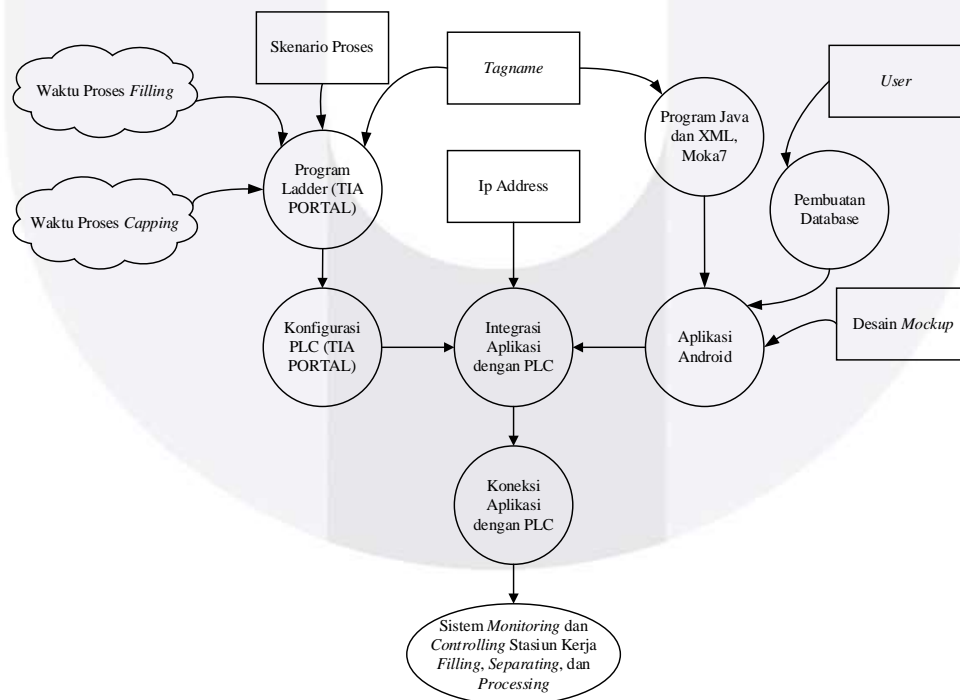 Skenario Proses
Tagname
User
Waktu Proses Filling
Program Java
dan XML,
Moka7
Program
Ladder (TIA
PORTAL)
Ip Address
Pembuatan
Database
Waktu Proses Capping
Konfigurasi
PLC (TIA
PORTAL)
Integrasi
Aplikasi
dengan PLC
Aplikasi
Android
Desain Mockup
Koneksi
Aplikasi
dengan PLC
Sistem Monitoring dan
Controlling Stasiun Kerja
Filling, Separating, dan
Processing